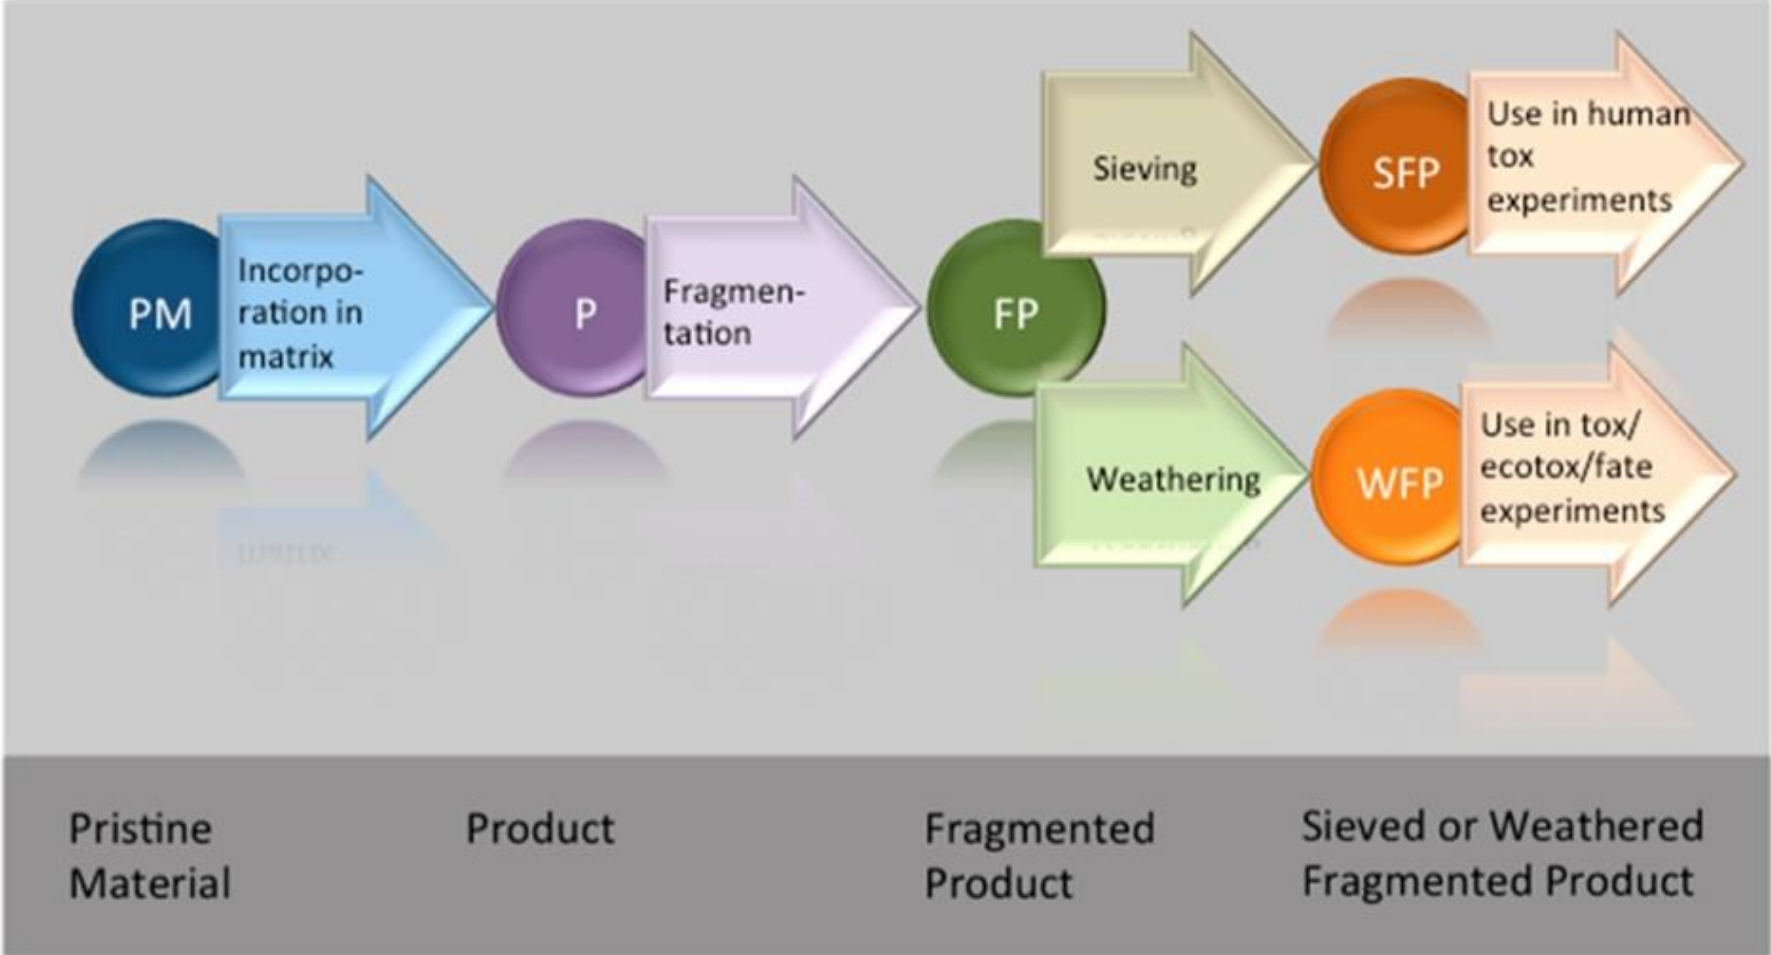 PM
Incorpo-
ration in
matrix
P
Fragmen-
tation
FP
Sieving
SFP
Use in human
tox
experiments
Weathering
WFP
Use in tox/
ecotox/fate
experiments
Pristine
Material
Product
Fragmented
Product
Sieved or Weathered
Fragmented Product